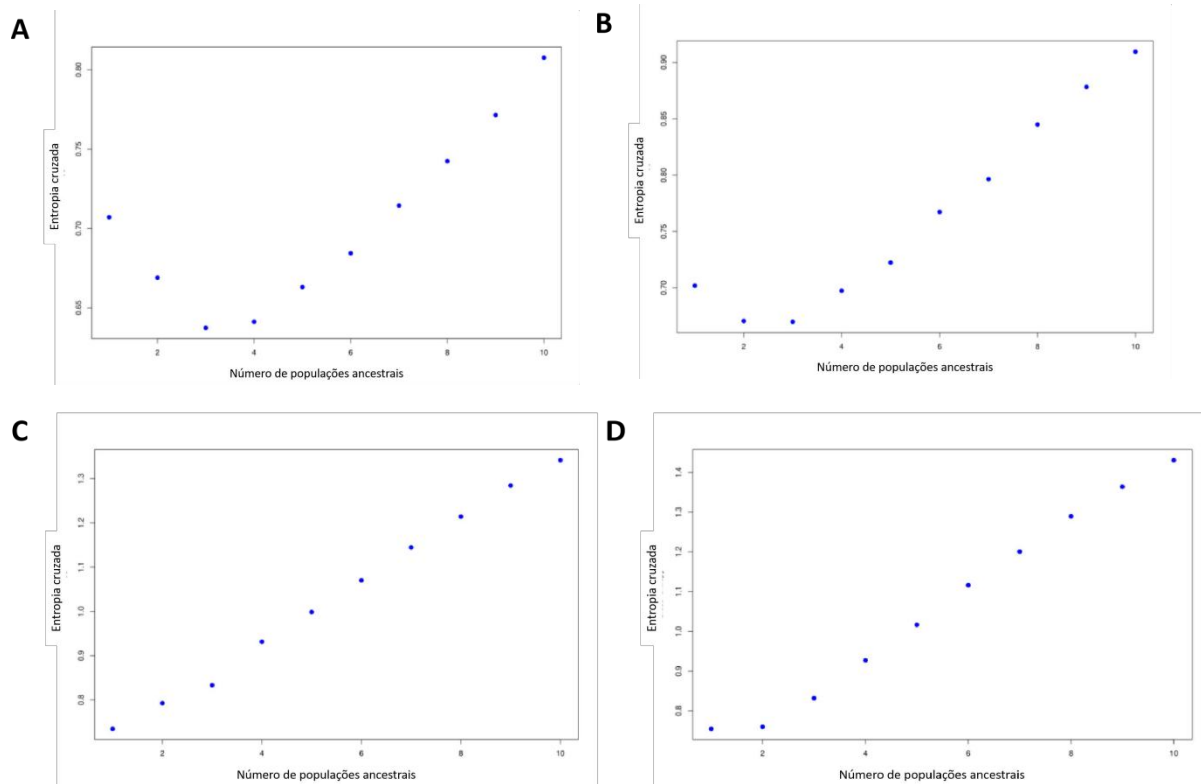 A
Entropia cruzada
0.80
0.75
0.70
0.65
2 4 6 8 10
Número de populações ancestrais
B
Entropia cruzada
0.90
0.85
0.80
0.75
0.70
2 4 6 8 10
Número de populações ancestrais
C
Entropia cruzada
1.3
1.2
1.1
1.0
0.9
0.8
2 4 6 8 10
Número de populações ancestrais
D
Entropia cruzada
1.4
1.3
1.2
1.1
1.0
0.9
0.8
2 4 6 8 10
Número de populações ancestrais